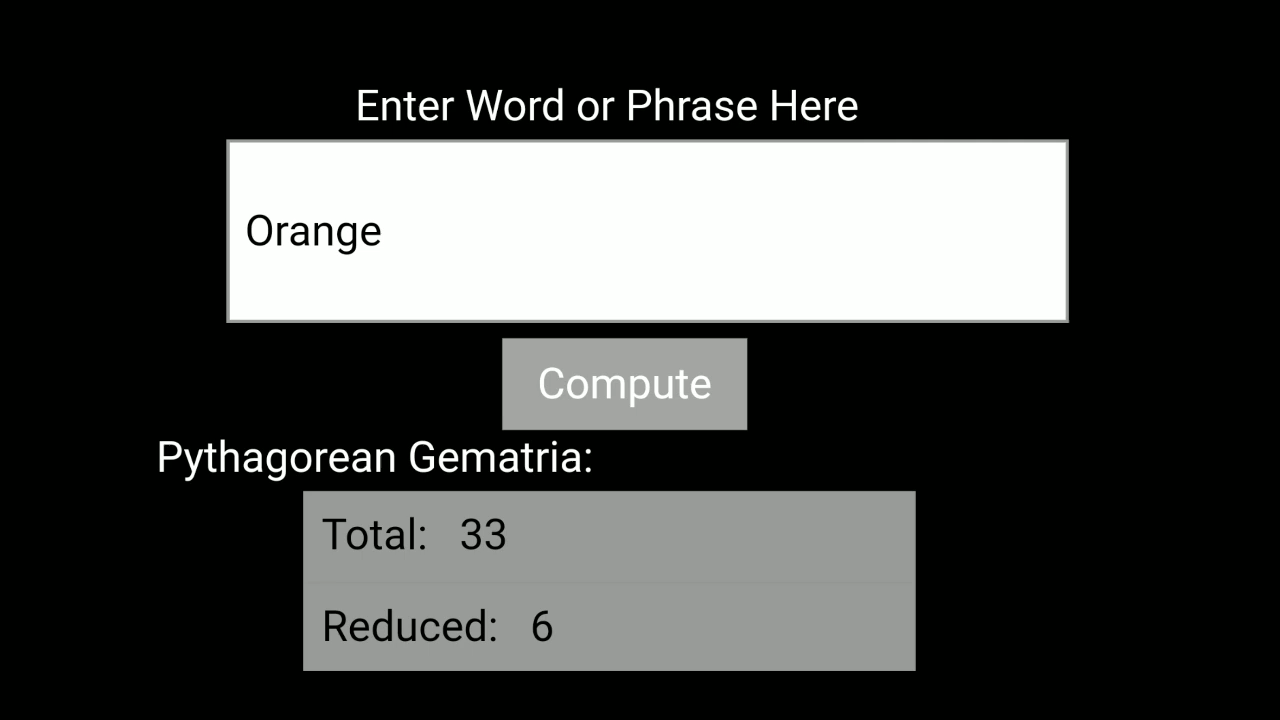 Enter Word or Phrase Here
Orange
Compute
Pythagorean Gematria:
Total: 33
Reduced: 6